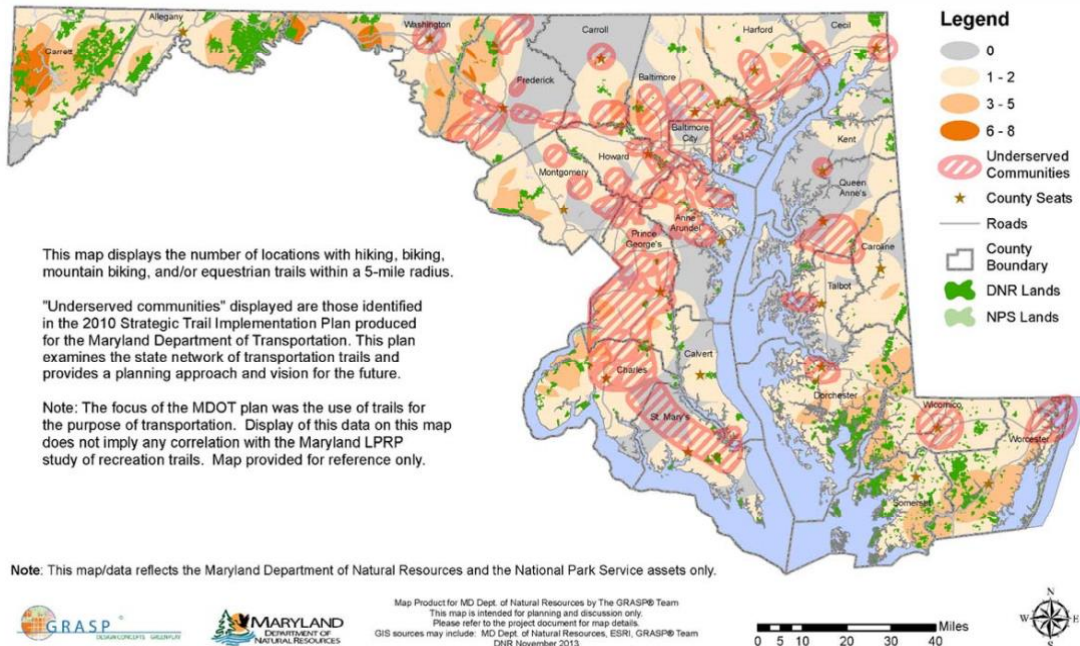 Garrett
Allegany
Washington
Frederick
Carroll
Baltimore
Harford
Cecil
Baltimore
City
Kent
Howard
Montgomery
Queen
Anne's
Anne
Arundel
Prince
George's
Caroline
Talbot
Calvert
Charles
St. Mary's
Dorchester
Wicomico
Worcester
Somerset
Legend
0
1 - 2
3 - 5
6 - 8
Underserved
Communities
County Seats
Roads
County
Boundary
DNR Lands
NPS Lands
This map displays the number of locations with hiking, biking,
mountain biking, and/or equestrian trails within a 5-mile radius.
"Underserved communities" displayed are those identified
in the 2010 Strategic Trail Implementation Plan produced
for the Maryland Department of Transportation. This plan
examines the state network of transportation trails and
provides a planning approach and vision for the future.
Note: The focus of the MDOT plan was the use of trails for
the purpose of transportation. Display of this data on this map
does not imply any correlation with the Maryland LPRP
study of recreation trails. Map provided for reference only.
Note: This map/data reflects the Maryland Department of Natural Resources and the National Park Service assets only.
GRASP®
DESIGN CONCEPTS GREENPLAY
MARYLAND
DEPARTMENT OF
NATURAL RESOURCES
Map Product for MD Dept. of Natural Resources by The GRASP® Team
This map is intended for planning and discussion only.
Please refer to the project document for map details.
GIS sources may include: MD Dept. of Natural Resources, ESRI, GRASP® Team
DNR November 2013
0 5 10 20 30 40 Miles
N
W E
S